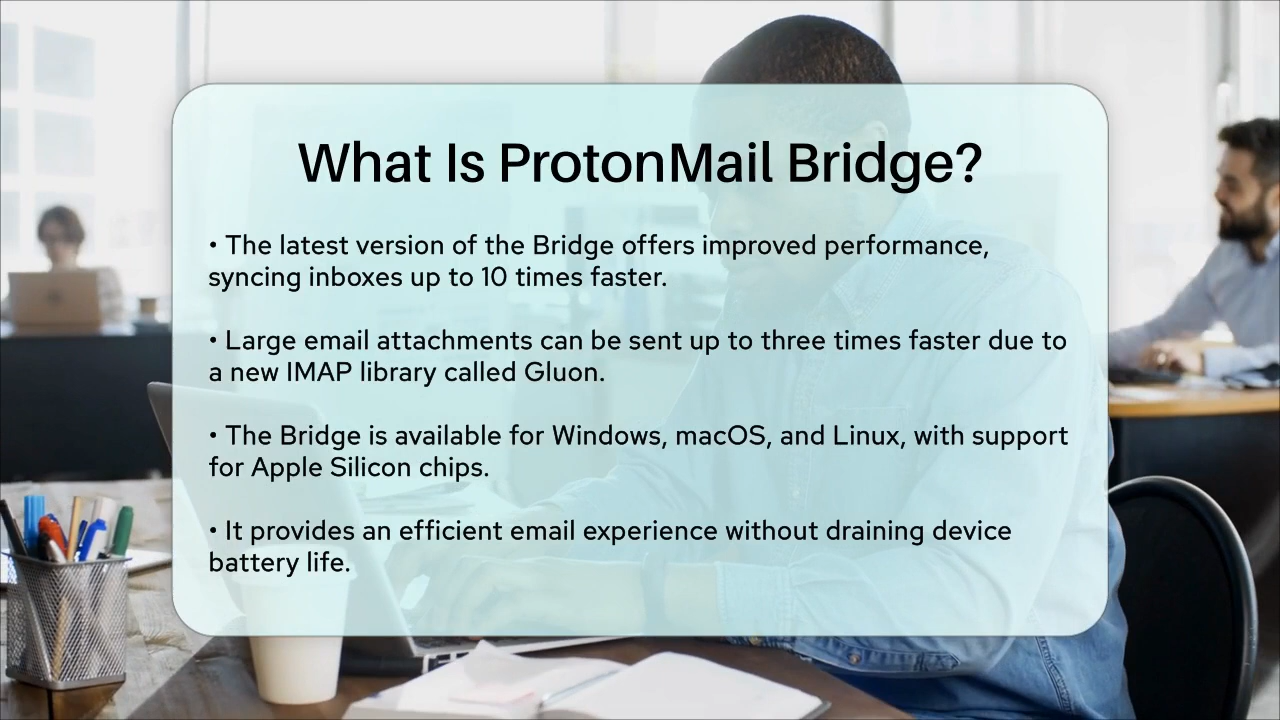 What Is ProtonMail Bridge?
• The latest version of the Bridge offers improved performance,
syncing inboxes up to 10 times faster.
• Large email attachments can be sent up to three times faster due to
a new IMAP library called Gluon.
• The Bridge is available for Windows, macOS, and Linux, with support
for Apple Silicon chips.
• It provides an efficient email experience without draining device
battery life.